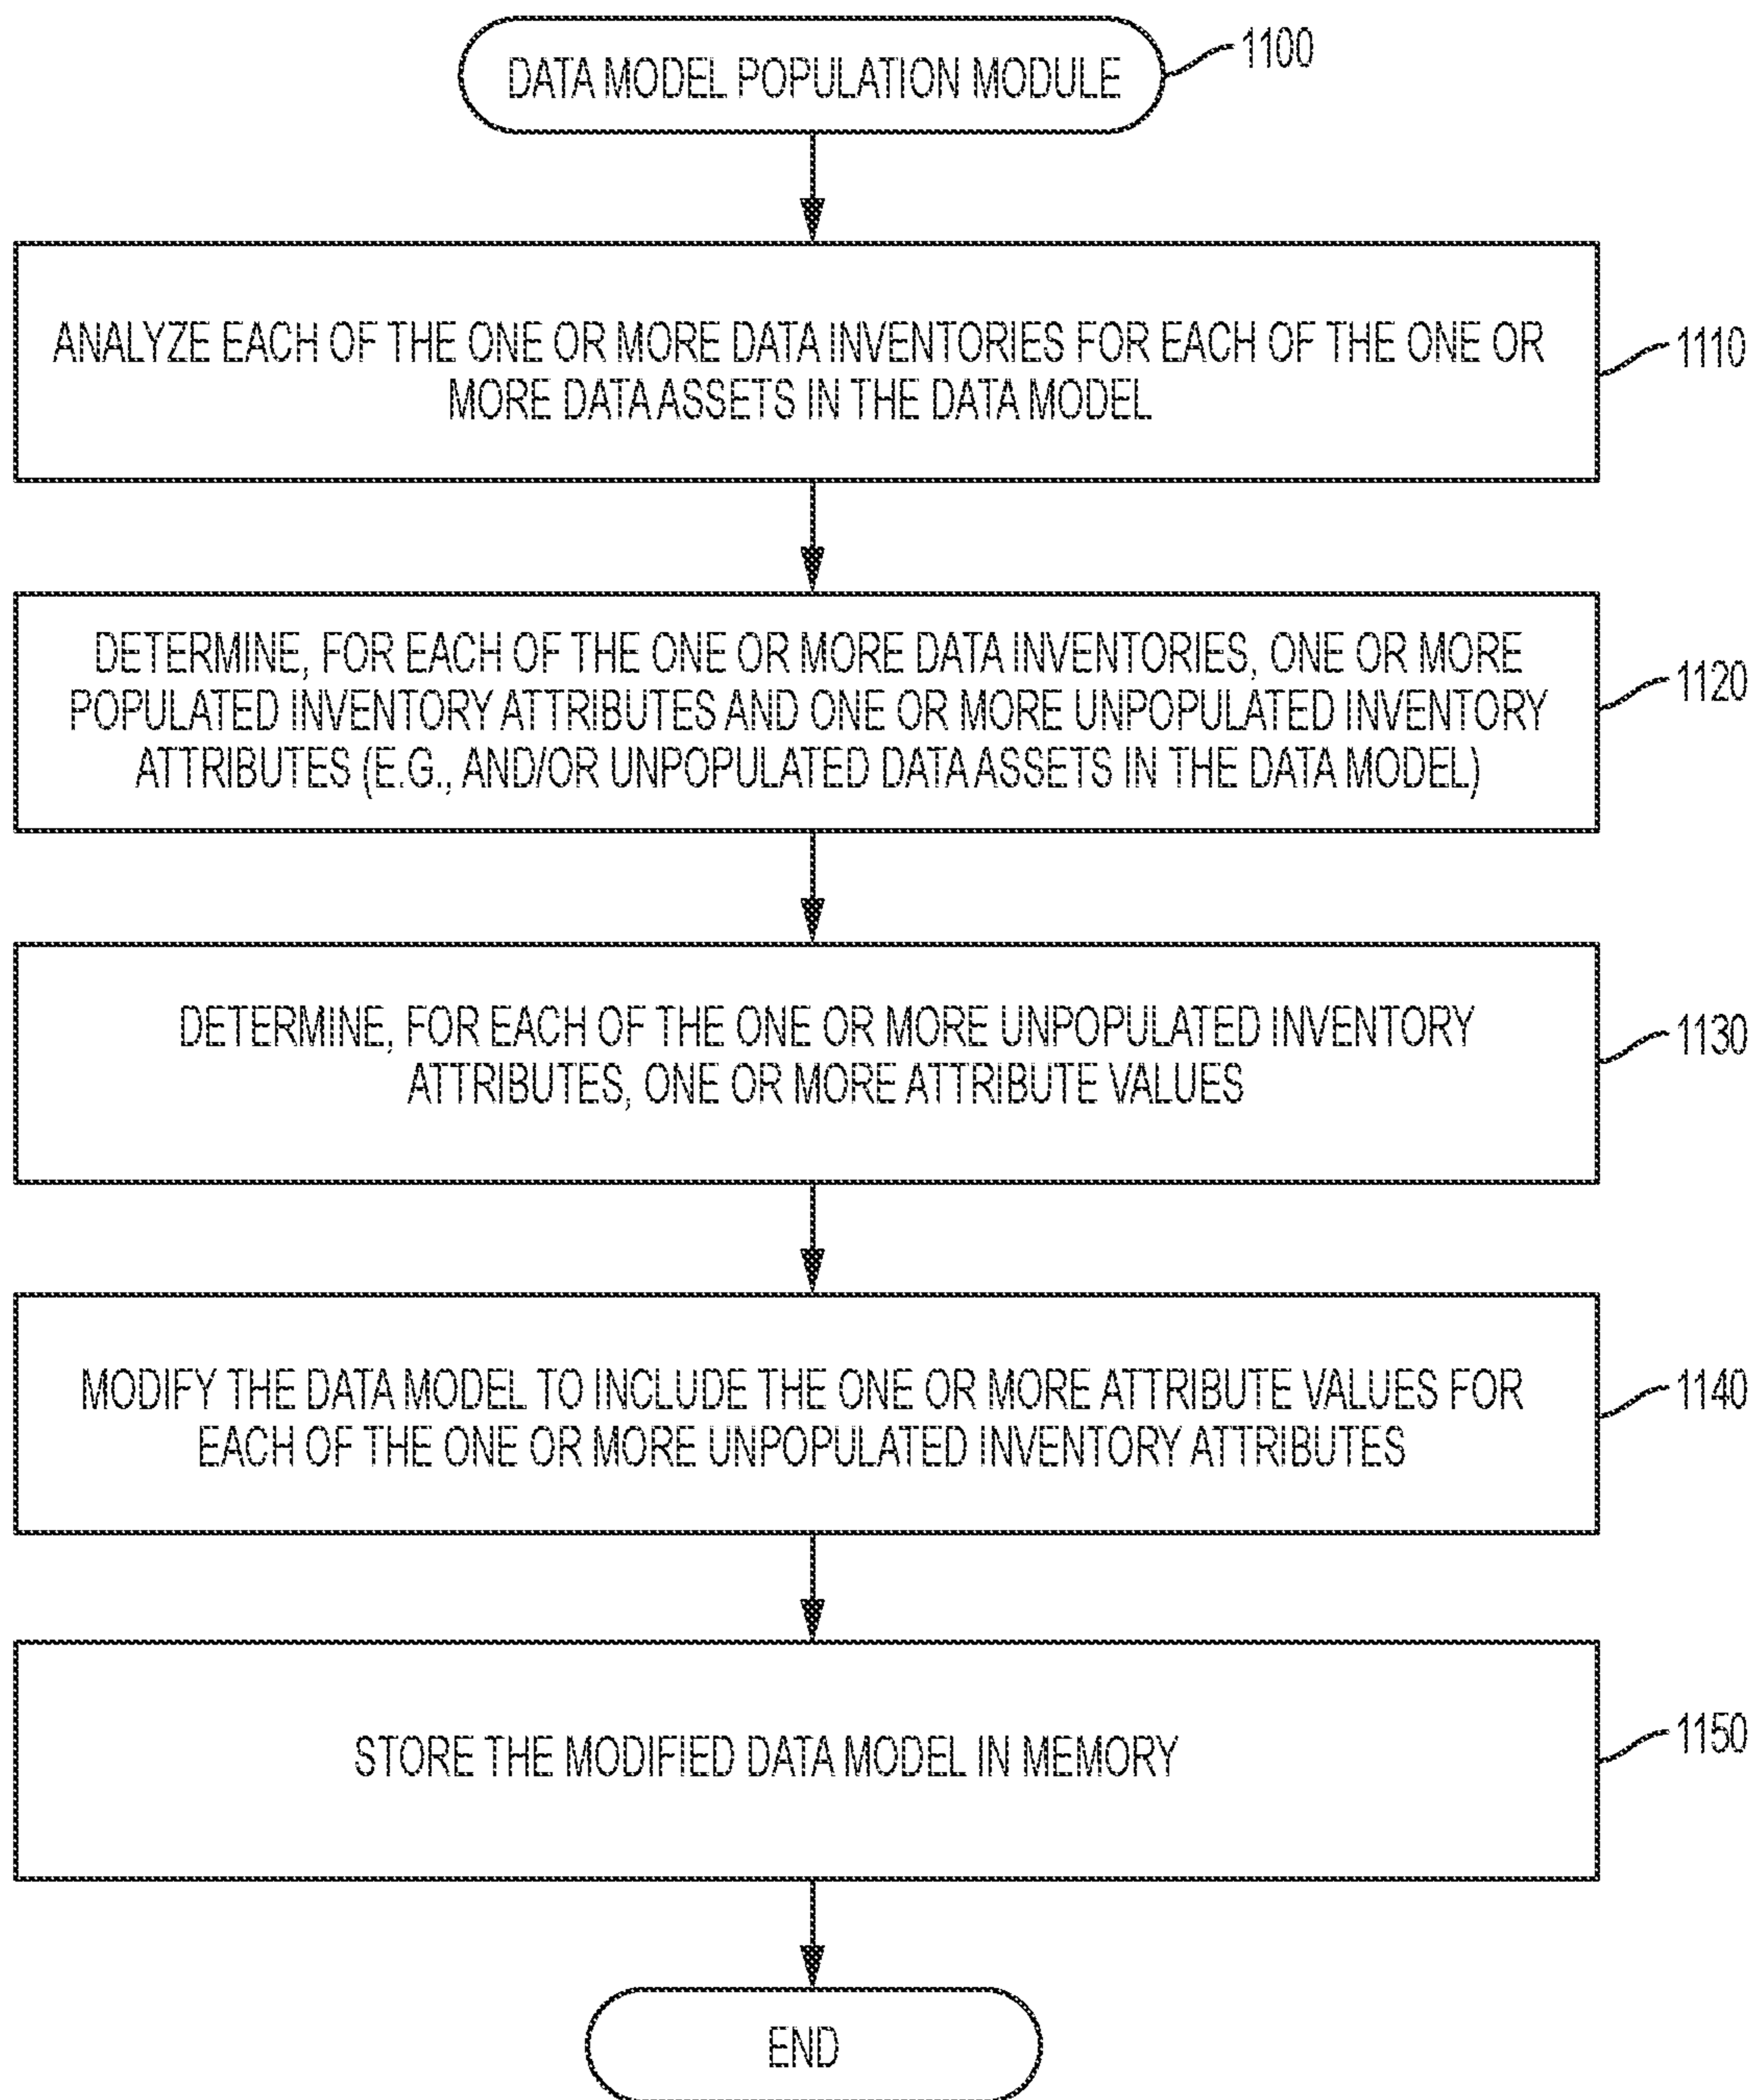 DATA MODEL POPULATION MODULE
1100
ANALYZE EACH OF THE ONE OR MORE DATA INVENTORIES FOR EACH OF THE ONE OR
MORE DATA ASSETS IN THE DATA MODEL
1110
DETERMINE, FOR EACH OF THE ONE OR MORE DATA INVENTORIES, ONE OR MORE
POPULATED INVENTORY ATTRIBUTES AND ONE OR MORE UNPOPULATED INVENTORY
ATTRIBUTES (E.G., AND/OR UNPOPULATED DATA ASSETS IN THE DATA MODEL)
1120
DETERMINE, FOR EACH OF THE ONE OR MORE UNPOPULATED INVENTORY
ATTRIBUTES, ONE OR MORE ATTRIBUTE VALUES
1130
MODIFY THE DATA MODEL TO INCLUDE THE ONE OR MORE ATTRIBUTE VALUES FOR
EACH OF THE ONE OR MORE UNPOPULATED INVENTORY ATTRIBUTES
1140
STORE THE MODIFIED DATA MODEL IN MEMORY
1150
END